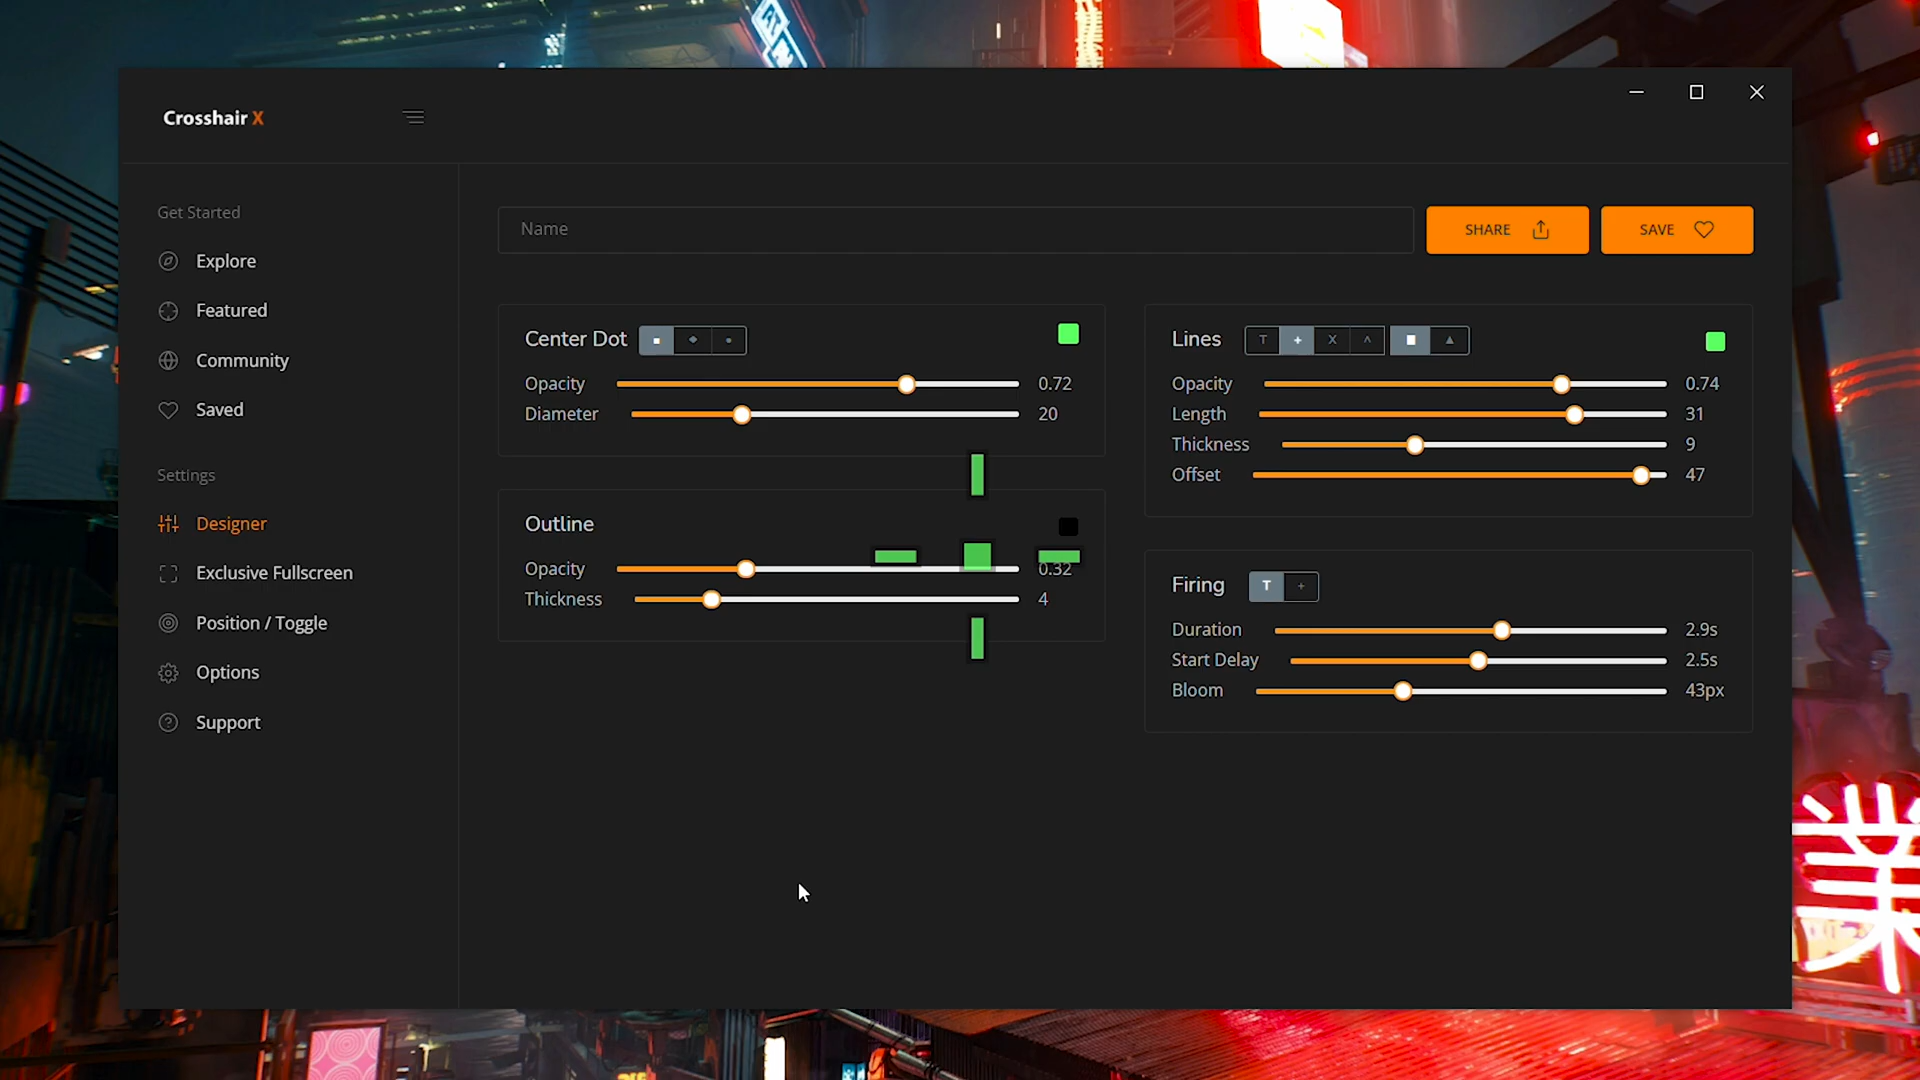 Crosshair X
Get Started
Explore
Featured
Community
Saved
Settings
Designer
Exclusive Fullscreen
Position / Toggle
Options
Support
Name
SHARE
SAVE
Center Dot
Opacity 0.72
Diameter 20
Outline
Opacity 0.32
Thickness 4
Lines T + X ^
Opacity 0.74
Length 31
Thickness 9
Offset 47
Firing T +
Duration 2.9s
Start Delay 2.5s
Bloom 43px
業